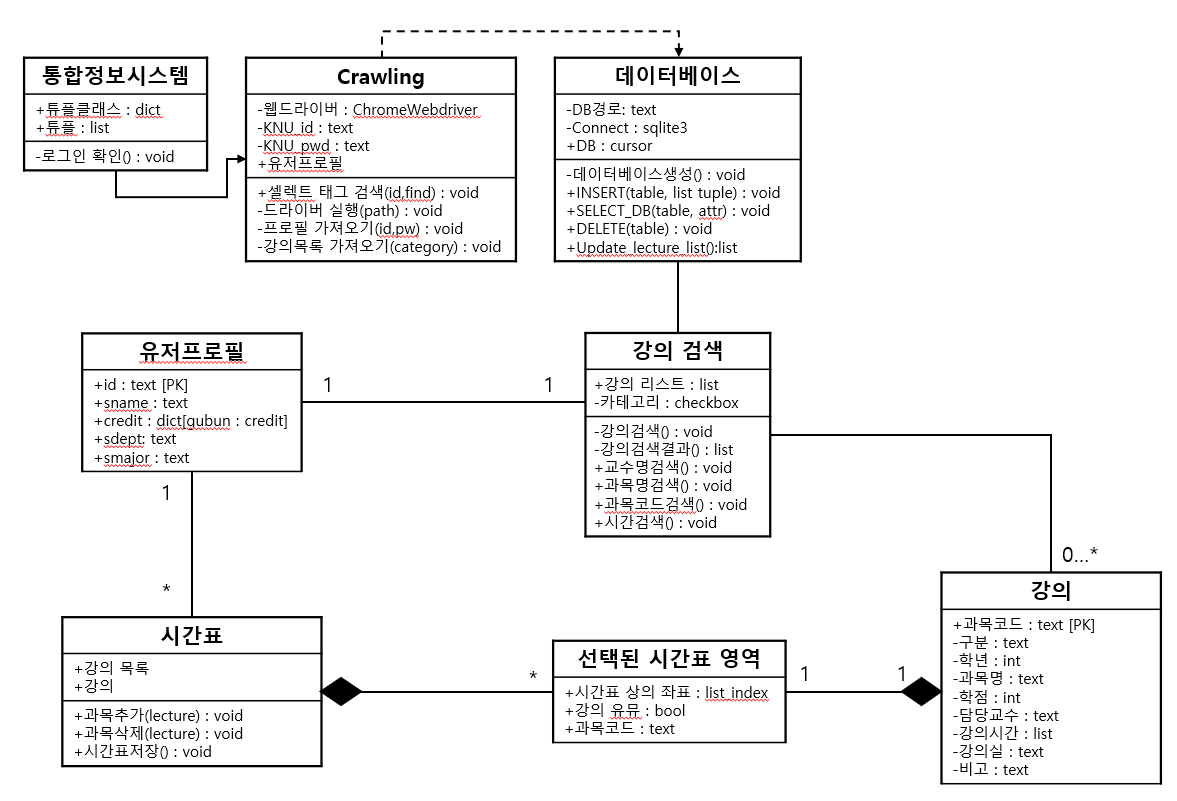 통합정보시스템
+튜플클래스 : dict
+튜플 : list
-로그인 확인() : void
Crawling
-웹드라이버 : ChromeWebdriver
-KNU_id : text
-KNU_pwd : text
+유저프로필
+셀렉트 태그 검색(id,find) : void
-드라이버 실행(path) : void
-프로필 가져오기(id,pw) : void
-강의목록 가져오기(category) : void
데이터베이스
-DB경로: text
-Connect : sqlite3
+DB : cursor
-데이터베이스생성() : void
+INSERT(table, list tuple) : void
+SELECT_DB(table, attr) : void
+DELETE(table) : void
+Update_lecture_list():list
유저프로필
+id : text [PK]
+sname : text
+credit : dict[gubun : credit]
+sdept: text
+smajor : text
1
1
강의 검색
+강의 리스트 : list
-카테고리 : checkbox
-강의검색() : void
-강의검색결과() : list
+교수명검색() : void
+과목명검색() : void
+과목코드검색() : void
+시간검색() : void
1
*
0...*
시간표
+강의 목록
+강의
+과목추가(lecture) : void
+과목삭제(lecture) : void
+시간표저장() : void
*
선택된 시간표 영역
+시간표 상의 좌표 : list_index
+강의 유뮤 : bool
+과목코드 : text
1
1
강의
+과목코드 : text [PK]
-구분 : text
-학년 : int
-과목명 : text
-학점 : int
-담당교수 : text
-강의시간 : list
-강의실 : text
-비고 : text